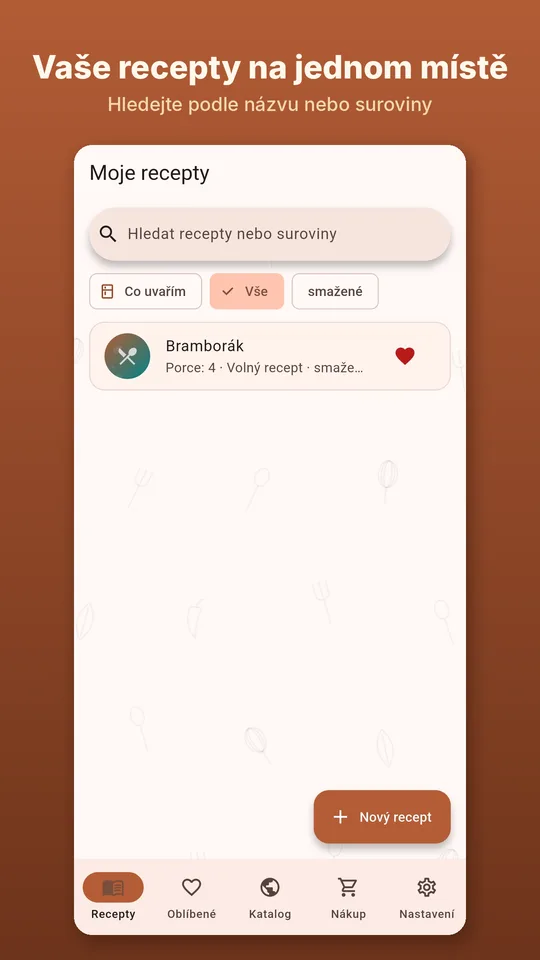 Vaše recepty na jednom místě
Hledejte podle názvu nebo suroviny
Moje recepty
Hledat recepty nebo suroviny
Co uvařím
Vše
smažené
Bramborák
Porce: 4 · Volný recept · smaže…
Nový recept
Recepty
Oblíbené
Katalog
Nákup
Nastavení